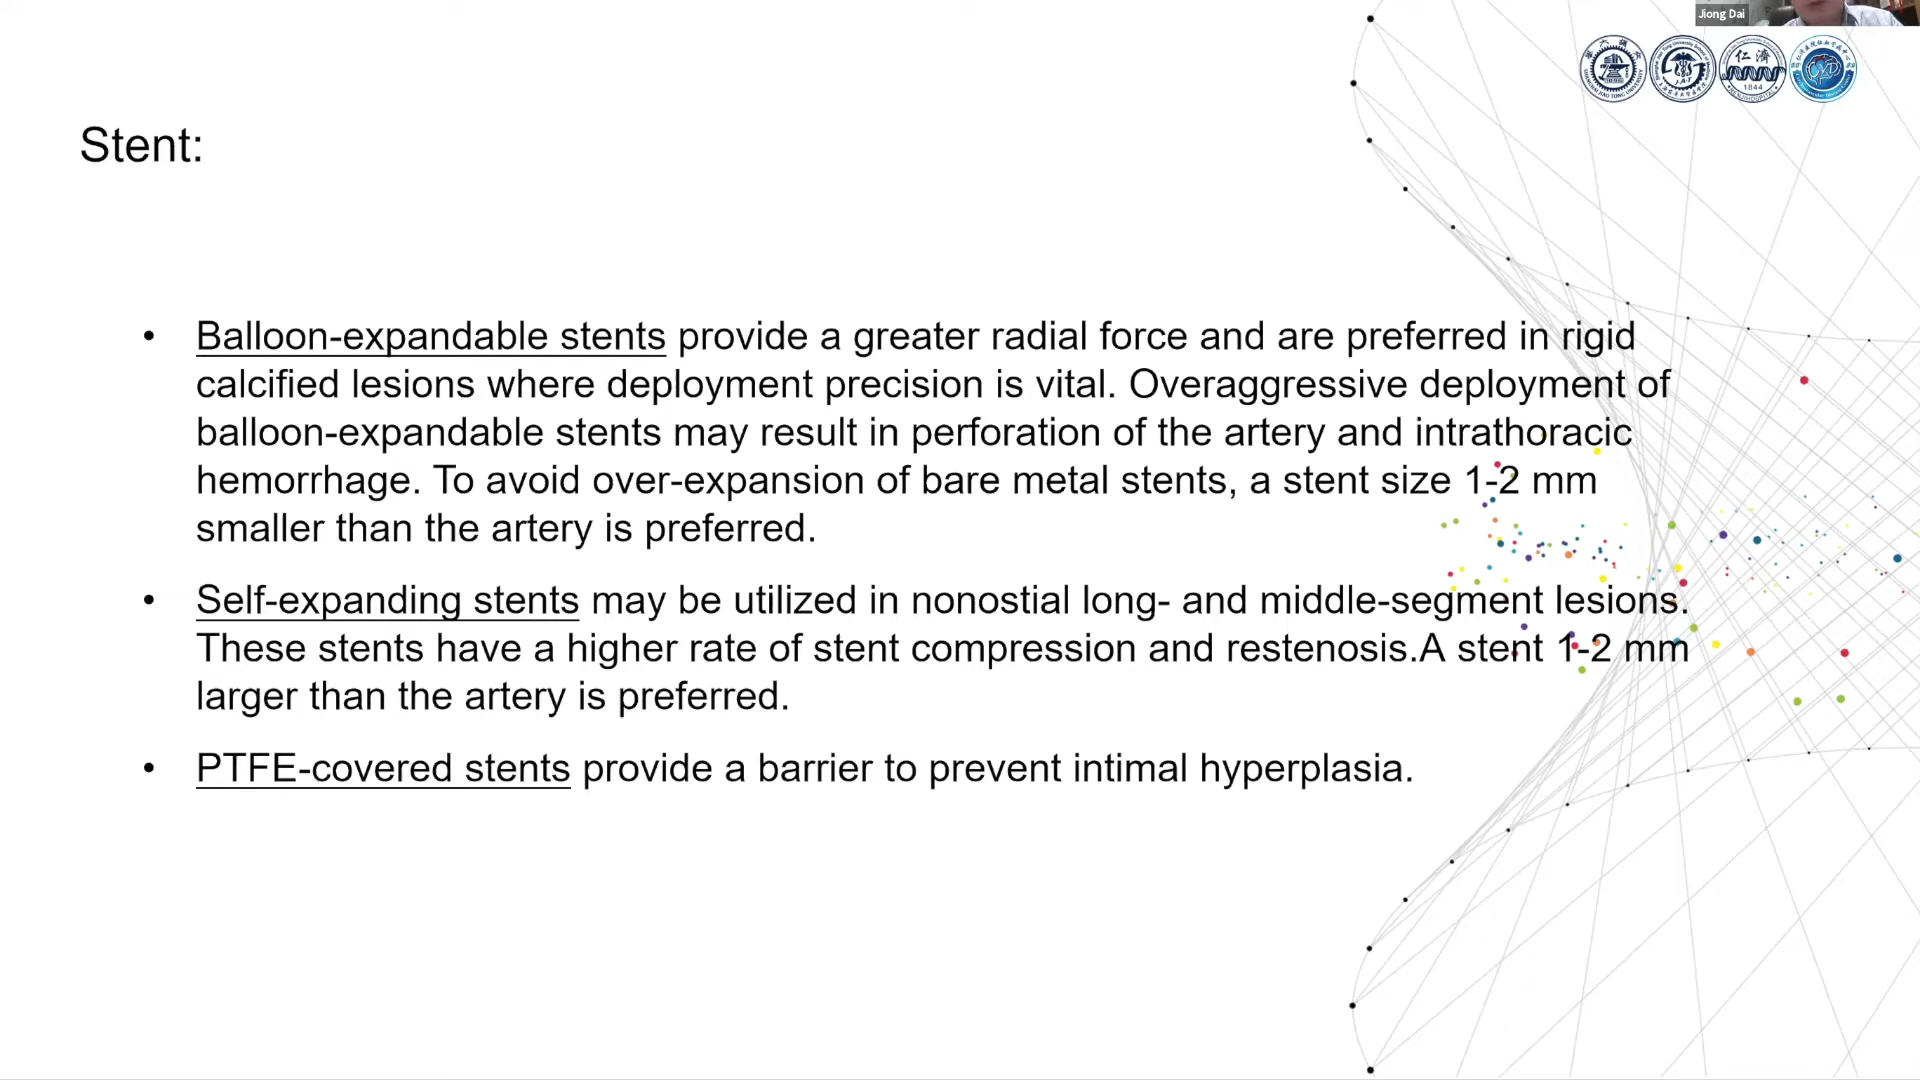 Jiong Dai
仁濟
1844
Stent:
• Balloon-expandable stents provide a greater radial force and are preferred in rigid
calcified lesions where deployment precision is vital. Overaggressive deployment of
balloon-expandable stents may result in perforation of the artery and intrathoracic
hemorrhage. To avoid over-expansion of bare metal stents, a stent size 1-2 mm
smaller than the artery is preferred.
• Self-expanding stents may be utilized in nonostial long- and middle-segment lesions.
These stents have a higher rate of stent compression and restenosis.A stent 1-2 mm
larger than the artery is preferred.
• PTFE-covered stents provide a barrier to prevent intimal hyperplasia.